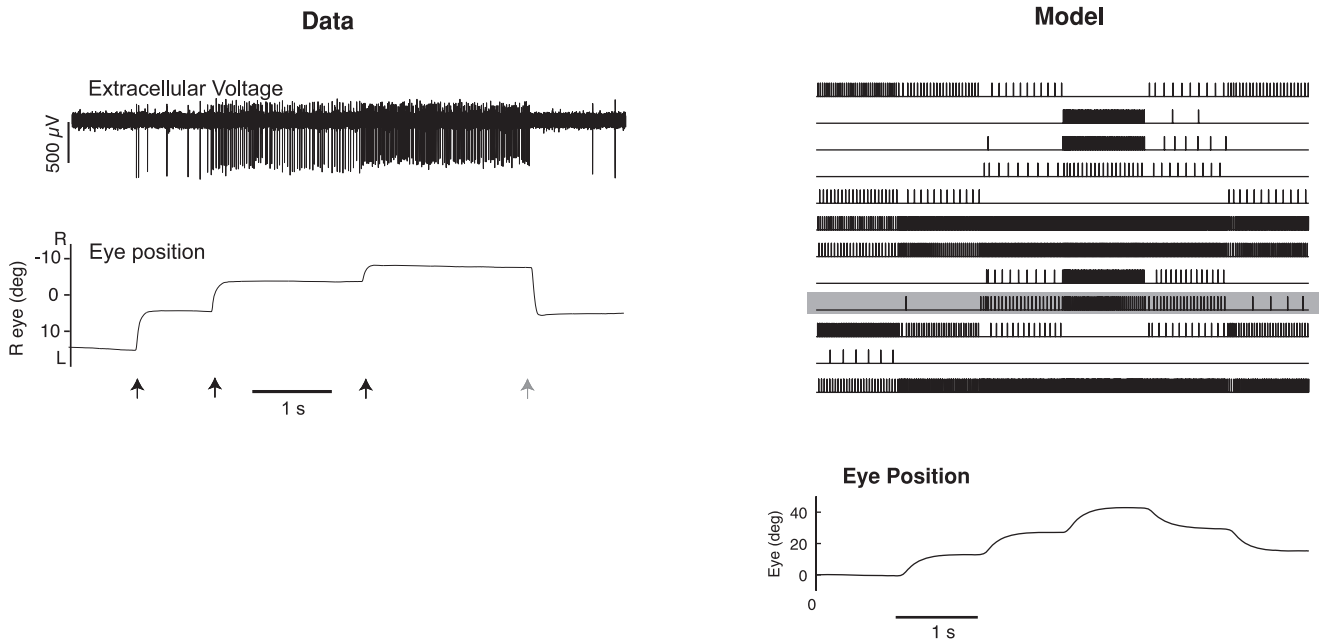 Data
Extracellular Voltage
500 µV
R
Eye position
-10
0
10
L
R eye (deg)
1 s
Model
Eye Position
40
20
0
Eye (deg)
0
1 s